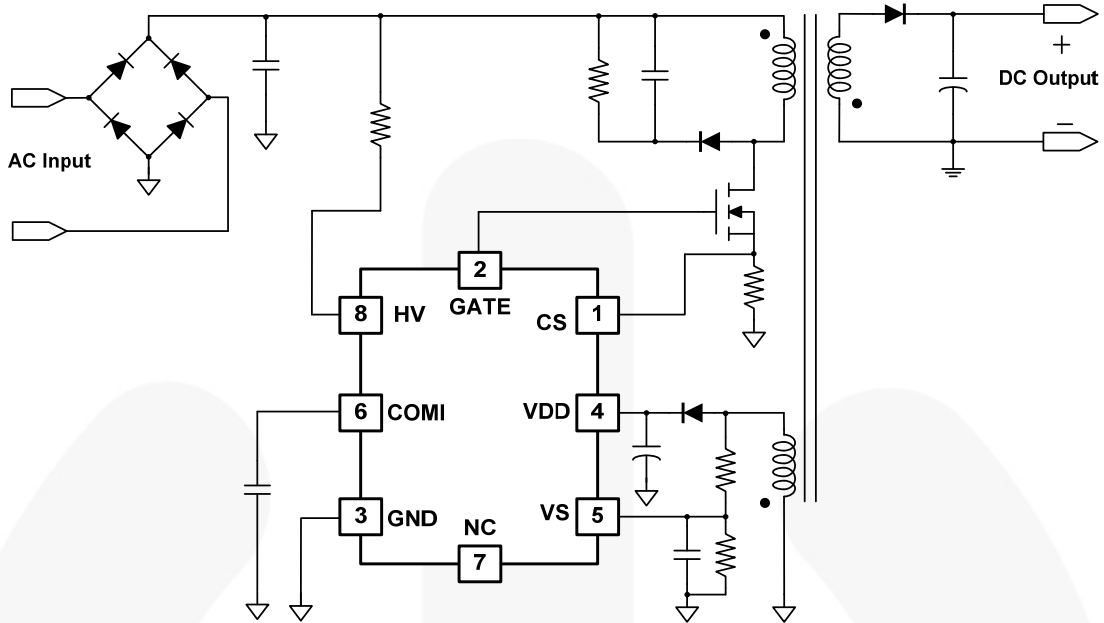 +
DC Output
−
AC Input
2
GATE
8
HV
CS
1
6
COMI
VDD
4
3
GND
NC
7
VS
5